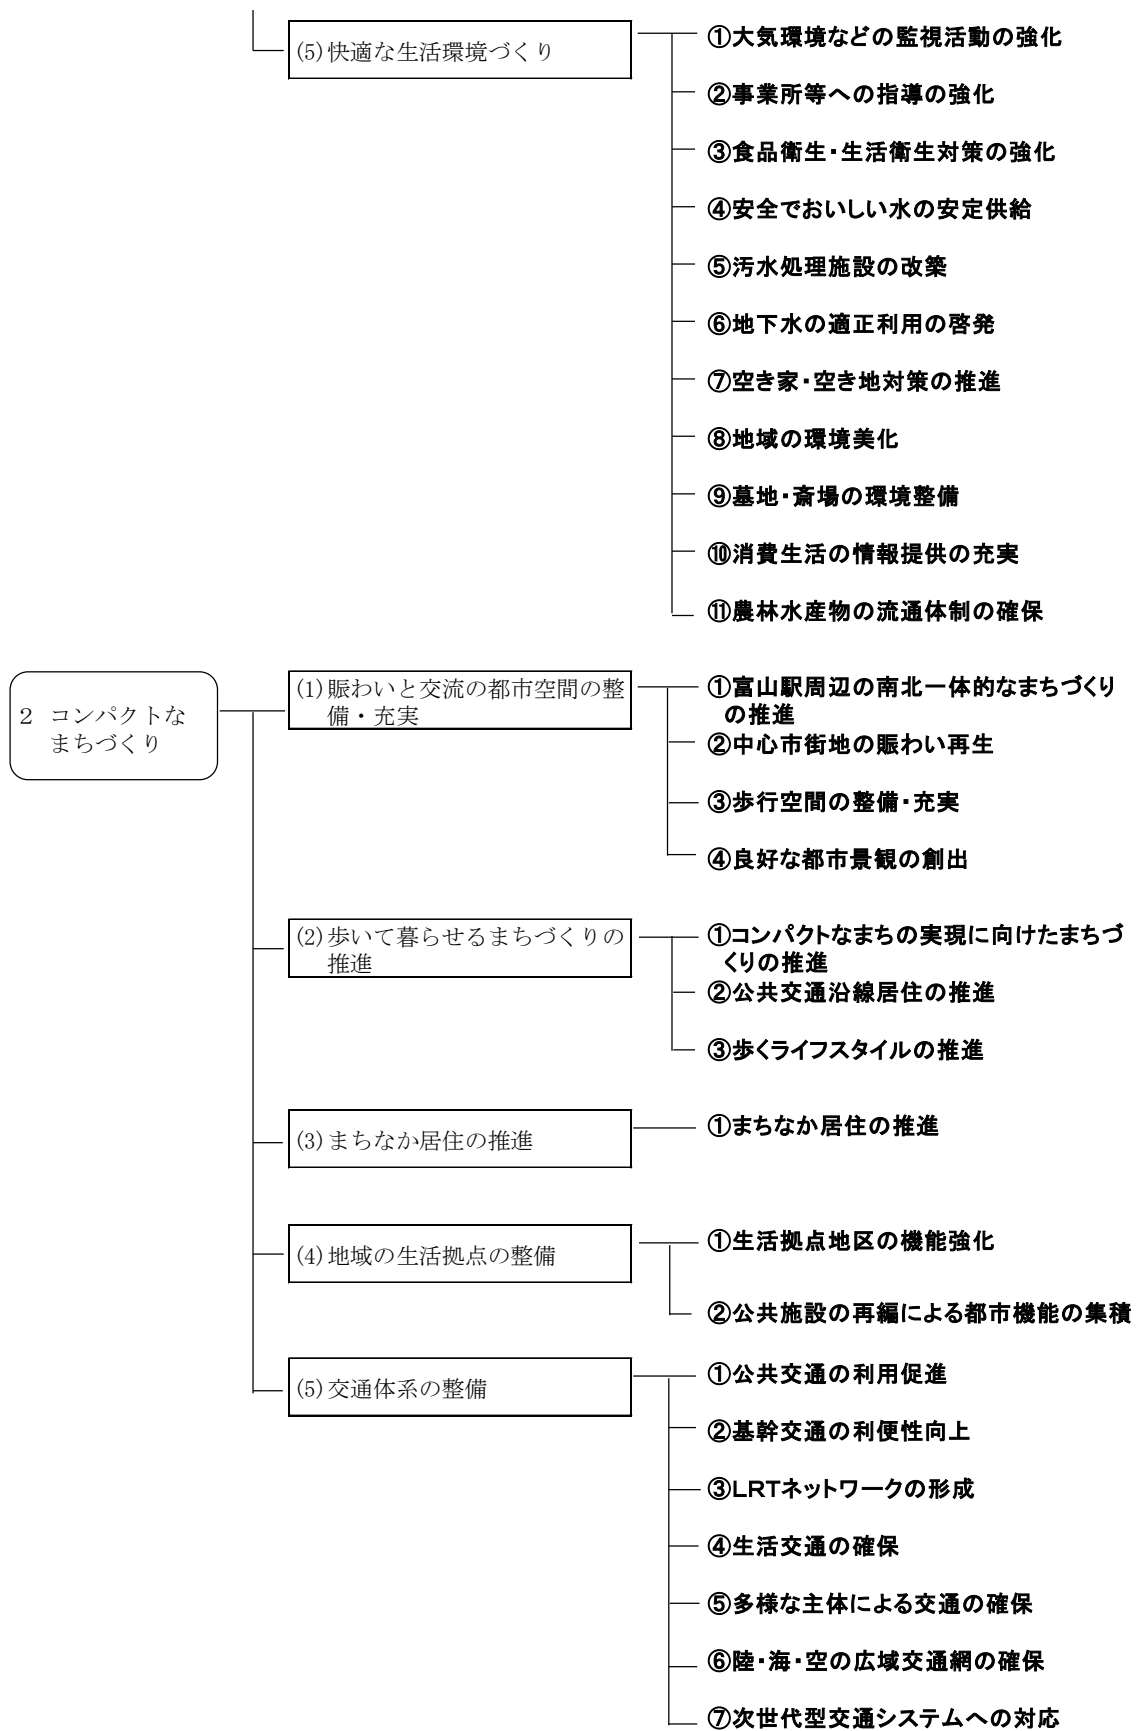 (5)快適な生活環境づくり
①大気環境などの監視活動の強化
②事業所等への指導の強化
③食品衛生・生活衛生対策の強化
④安全でおいしい水の安定供給
⑤汚水処理施設の改築
⑥地下水の適正利用の啓発
⑦空き家・空き地対策の推進
⑧地域の環境美化
⑨墓地・斎場の環境整備
⑩消費生活の情報提供の充実
⑪農林水産物の流通体制の確保
2 コンパクトな
まちづくり
(1)賑わいと交流の都市空間の整
備・充実
①富山駅周辺の南北一体的なまちづくり
の推進
②中心市街地の賑わい再生
③歩行空間の整備・充実
④良好な都市景観の創出
(2)歩いて暮らせるまちづくりの
推進
①コンパクトなまちの実現に向けたまちづ
くりの推進
②公共交通沿線居住の推進
③歩くライフスタイルの推進
(3)まちなか居住の推進
①まちなか居住の推進
(4)地域の生活拠点の整備
①生活拠点地区の機能強化
②公共施設の再編による都市機能の集積
(5)交通体系の整備
①公共交通の利用促進
②基幹交通の利便性向上
③LRTネットワークの形成
④生活交通の確保
⑤多様な主体による交通の確保
⑥陸・海・空の広域交通網の確保
⑦次世代型交通システムへの対応